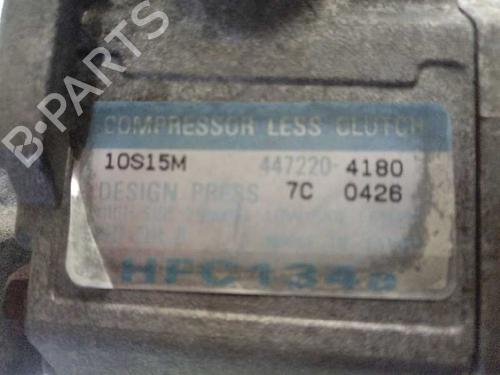 B-PARTS
COMPRESSOR LESS CLUTCH
10S15M 447220-4180
DESIGN PRESS 7C 0426
HFC134a